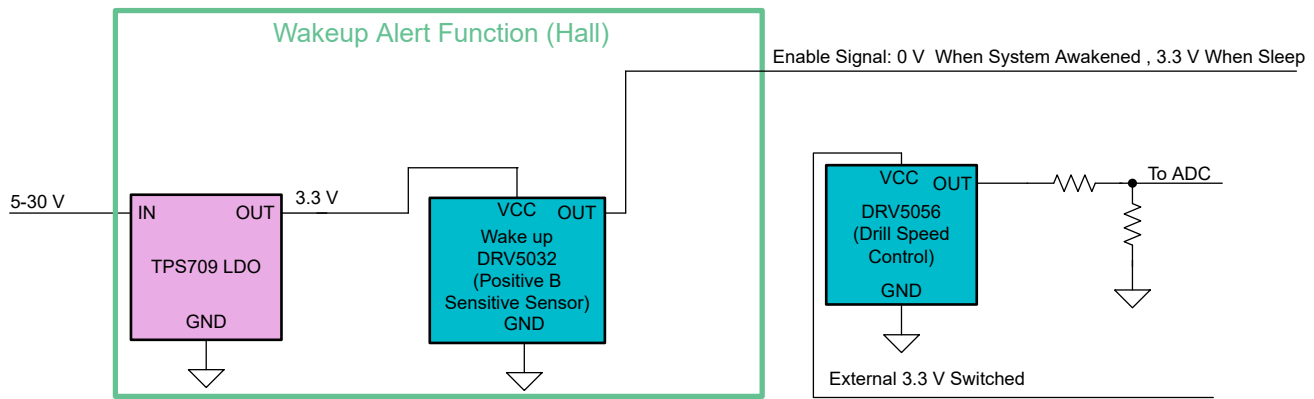 Wakeup Alert Function (Hall)
Enable Signal: 0 V When System Awakened , 3.3 V When Sleep
5-30 V
IN
OUT
TPS709 LDO
GND
3.3 V
VCC
OUT
Wake up
DRV5032
(Positive B
Sensitive Sensor)
GND
VCC
OUT
DRV5056
(Drill Speed
Control)
GND
To ADC
External 3.3 V Switched